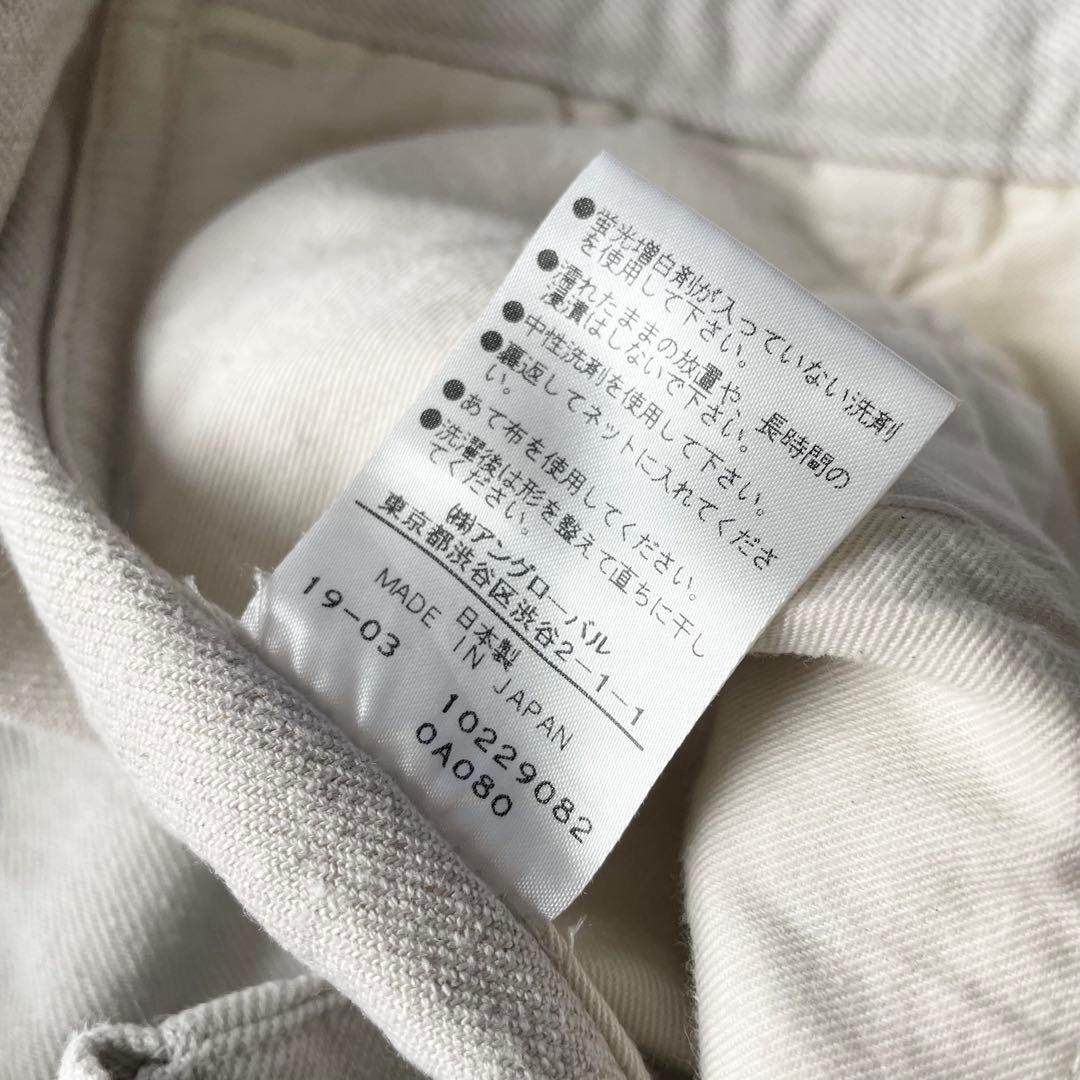 ●蛍光増白剤が入っていない洗剤
を使用して下さい。
●濡れたままの放置や、長時間の
浸漬はしないで下さい。
●中性洗剤を使用して下さい。
●裏返してネットに入れてくださ
い。
●あて布を使用してください。
●洗濯後は形を整えて直ちに干し
てください。
㈱アングローバル
東京都渋谷区渋谷2-1-1
日本製
MADE IN JAPAN
19-03
10229082
0A080